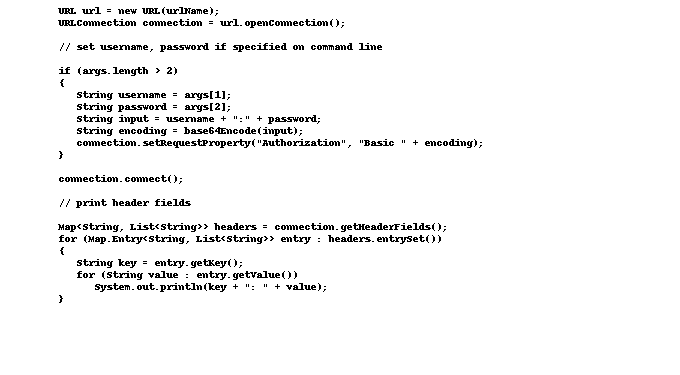 URL url = new URL(urlName);
URLConnection connection = url.openConnection();
// set username, password if specified on command line
if (args.length > 2)
{
String username = args[1];
String password = args[2];
String input = username + ":" + password;
String encoding = base64Encode(input);
connection.setRequestProperty("Authorization", "Basic " + encoding);
}
connection.connect();
// print header fields
Map<String, List<String>> headers = connection.getHeaderFields();
for (Map.Entry<String, List<String>> entry : headers.entrySet())
{
String key = entry.getKey();
for (String value : entry.getValue())
System.out.println(key + ": " + value);
}